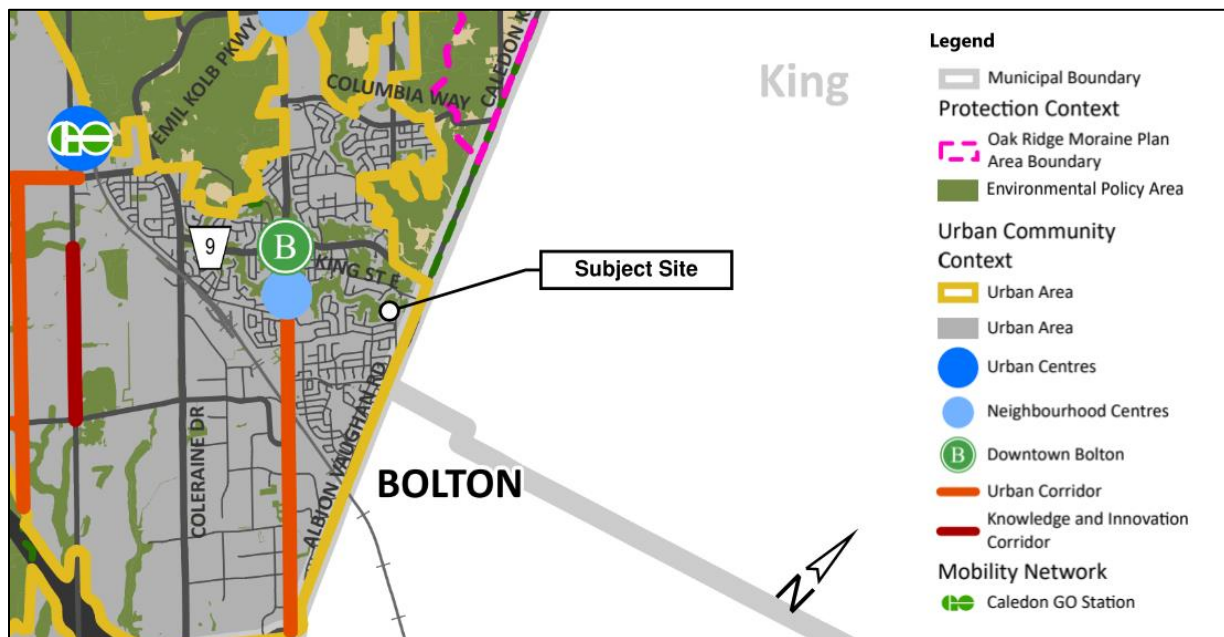 EMIL KOLB PKWY
COLUMBIA WAY
CALEDON K
King
9
B
KING ST E
Subject Site
COLERAINE DR
ALBION VAUGHAN RD
BOLTON
N
Legend
Municipal Boundary
Protection Context
Oak Ridge Moraine Plan
Area Boundary
Environmental Policy Area
Urban Community
Context
Urban Area
Urban Area
Urban Centres
Neighbourhood Centres
B
Downtown Bolton
Urban Corridor
Knowledge and Innovation
Corridor
Mobility Network
Caledon GO Station